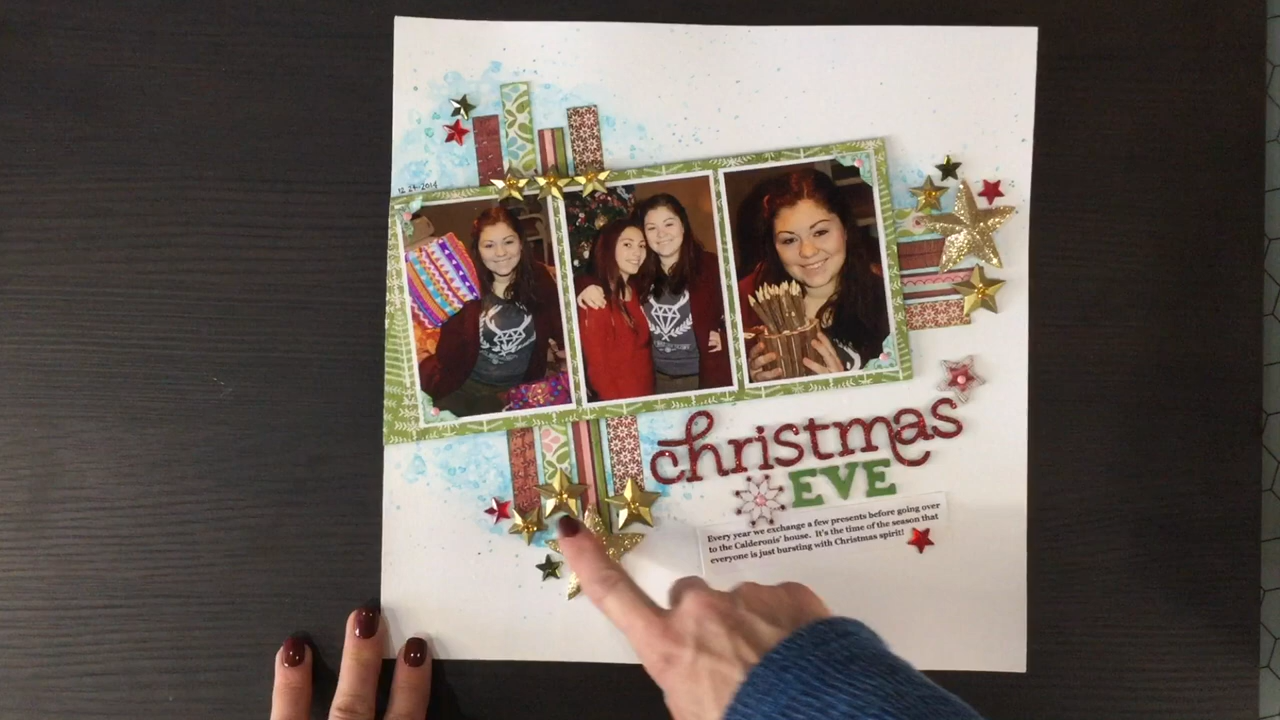 12 24 2014
christmas
EVE
Every year we exchange a few presents before going over
to the Calderonis' house. It's the time of the season that
everyone is just bursting with Christmas spirit!